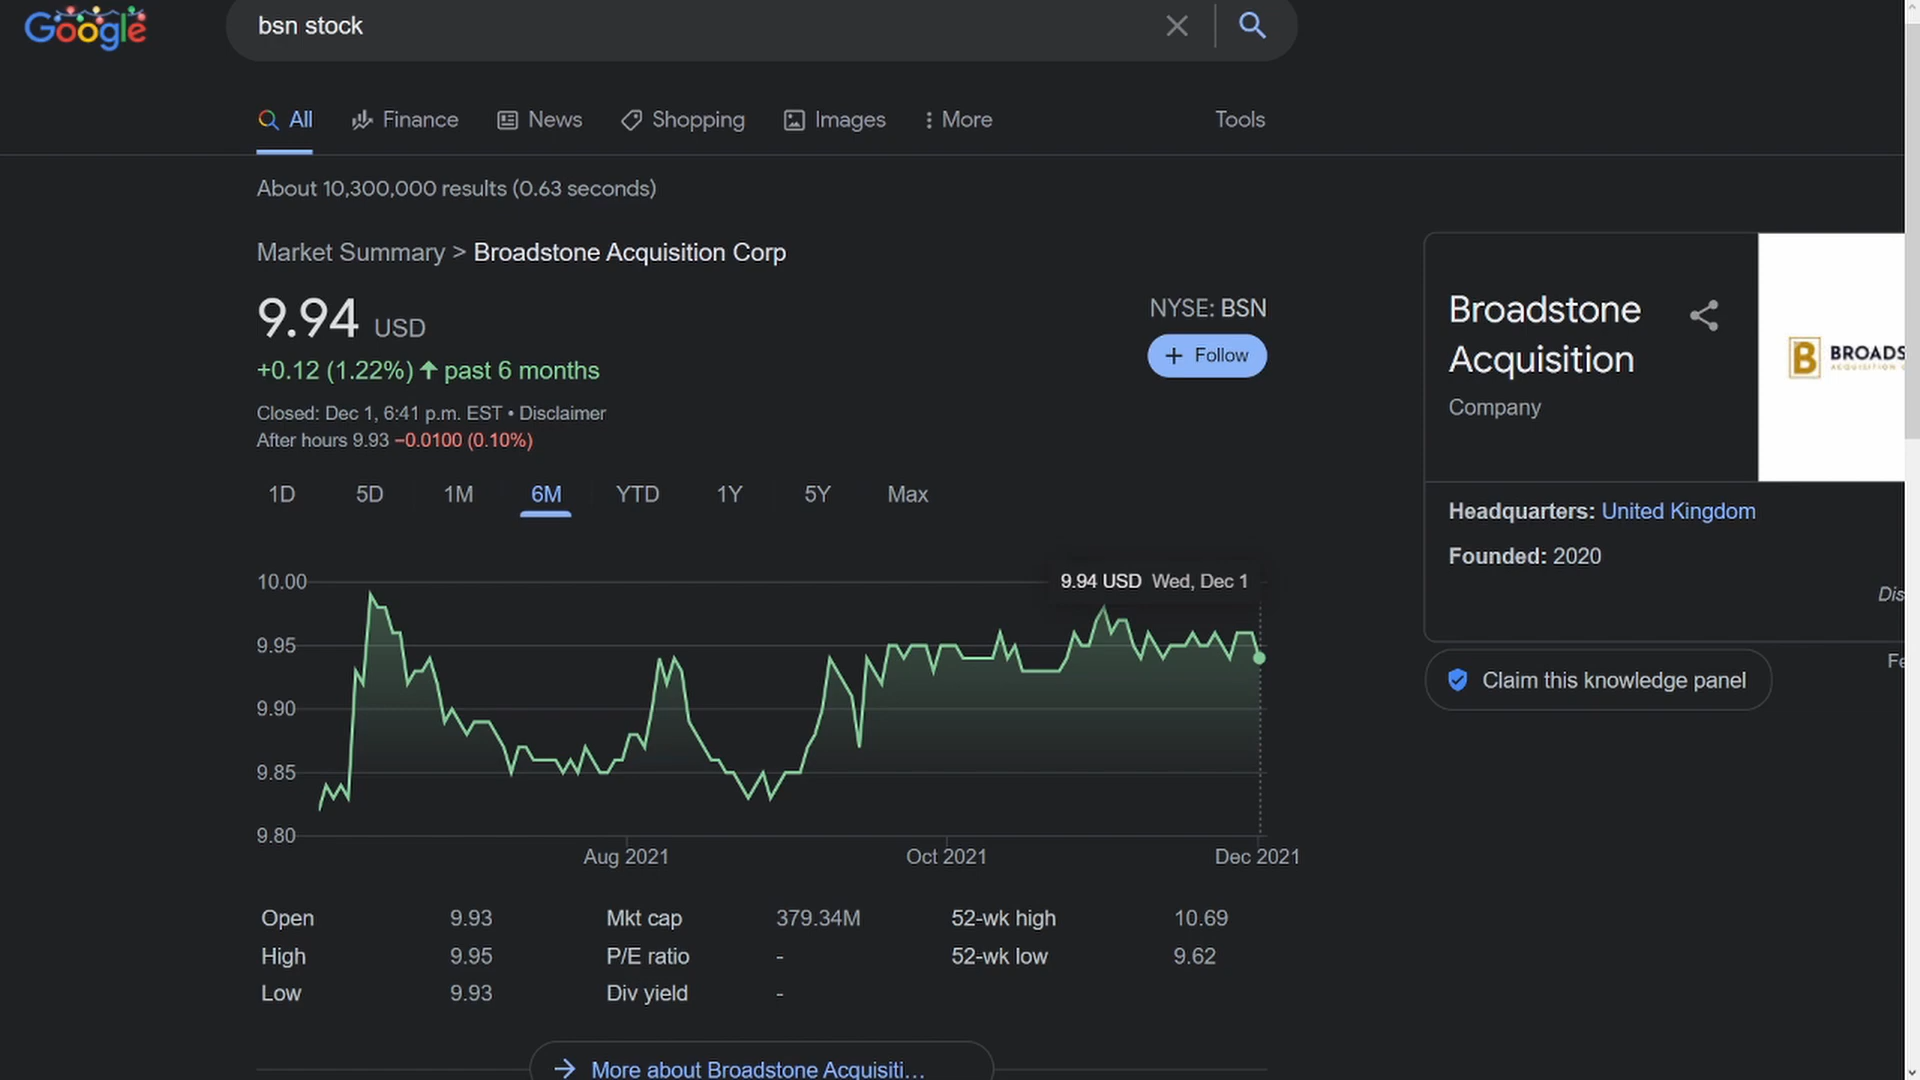 Google
bsn stock
All Finance News Shopping Images More Tools
About 10,300,000 results (0.63 seconds)
Market Summary > Broadstone Acquisition Corp
9.94 USD
+0.12 (1.22%) past 6 months
Closed: Dec 1, 6:41 p.m. EST • Disclaimer
After hours 9.93 −0.0100 (0.10%)
NYSE: BSN
+ Follow
1D 5D 1M 6M YTD 1Y 5Y Max
9.94 USD Wed, Dec 1
10.00
9.95
9.90
9.85
9.80
Aug 2021 Oct 2021 Dec 2021
Open 9.93 Mkt cap 379.34M 52-wk high 10.69
High 9.95 P/E ratio - 52-wk low 9.62
Low 9.93 Div yield -
More about Broadstone Acquisiti…
Broadstone
Acquisition
Company
B BROADS
Headquarters: United Kingdom
Founded: 2020
Dis
Fe
Claim this knowledge panel